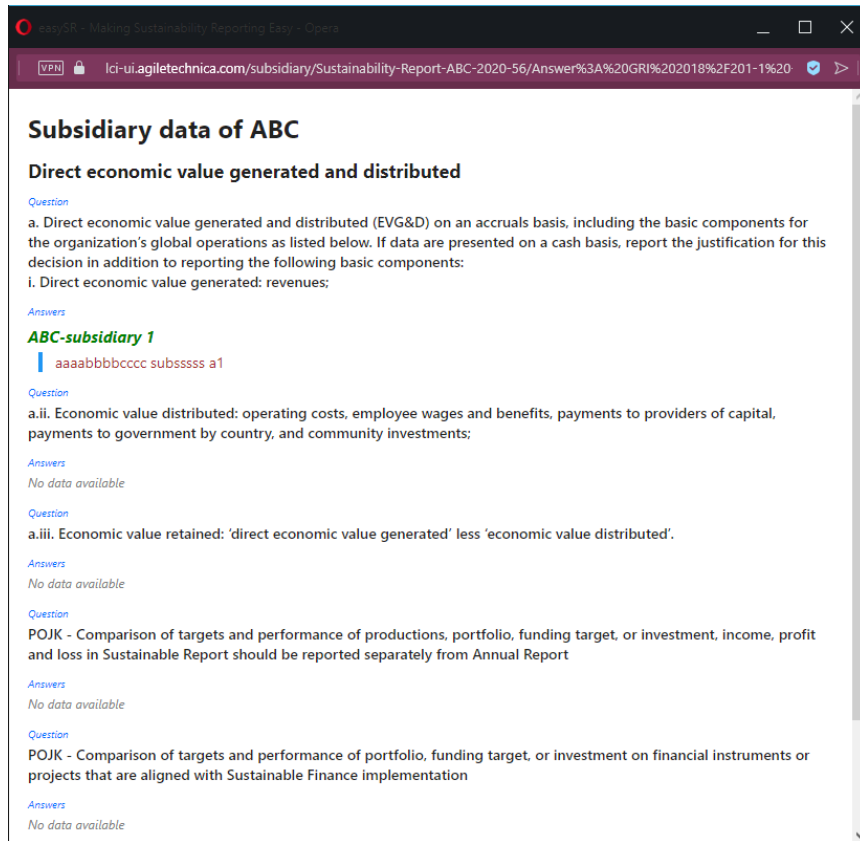 easySR - Making Sustainability Reporting Easy - Opera
VPN lci-ui.agiletechnica.com/subsidiary/Sustainability-Report-ABC-2020-56/Answer%3A%20GRI%202018%2F201-1%20-
Subsidiary data of ABC
Direct economic value generated and distributed
Question
a. Direct economic value generated and distributed (EVG&D) on an accruals basis, including the basic components for
the organization's global operations as listed below. If data are presented on a cash basis, report the justification for this
decision in addition to reporting the following basic components:
i. Direct economic value generated: revenues;
Answers
ABC-subsidiary 1
aaaabbbbcccc subsssss a1
Question
a.ii. Economic value distributed: operating costs, employee wages and benefits, payments to providers of capital,
payments to government by country, and community investments;
Answers
No data available
Question
a.iii. Economic value retained: ‘direct economic value generated’ less ‘economic value distributed’.
Answers
No data available
Question
POJK - Comparison of targets and performance of productions, portfolio, funding target, or investment, income, profit
and loss in Sustainable Report should be reported separately from Annual Report
Answers
No data available
Question
POJK - Comparison of targets and performance of portfolio, funding target, or investment on financial instruments or
projects that are aligned with Sustainable Finance implementation
Answers
No data available